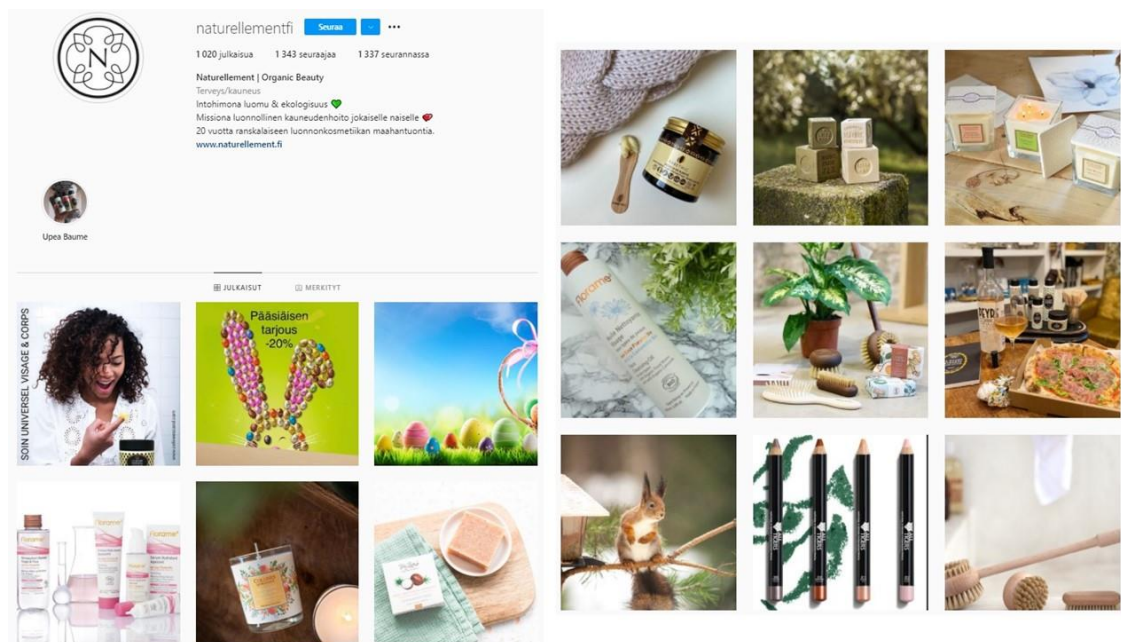 naturellementfi
Seuraa
1 020 julkaisua 1 343 seuraajaa 1 337 seurannassa
Naturellement | Organic Beauty
Terveys/kauneus
Intohimona luomu & ekologisuus
Missiona luonnollinen kauneudenhoito jokaiselle naiselle
20 vuotta ranskalaiseen luonnonkosmetiikan maahantuontia.
www.naturellement.fi
N
Upea Baume
JULKAISUT
MERKITYT
SOIN UNIVERSEL VISAGE & CORPS
Pääsiäisen
tarjous
-20%
florame
florame
florame